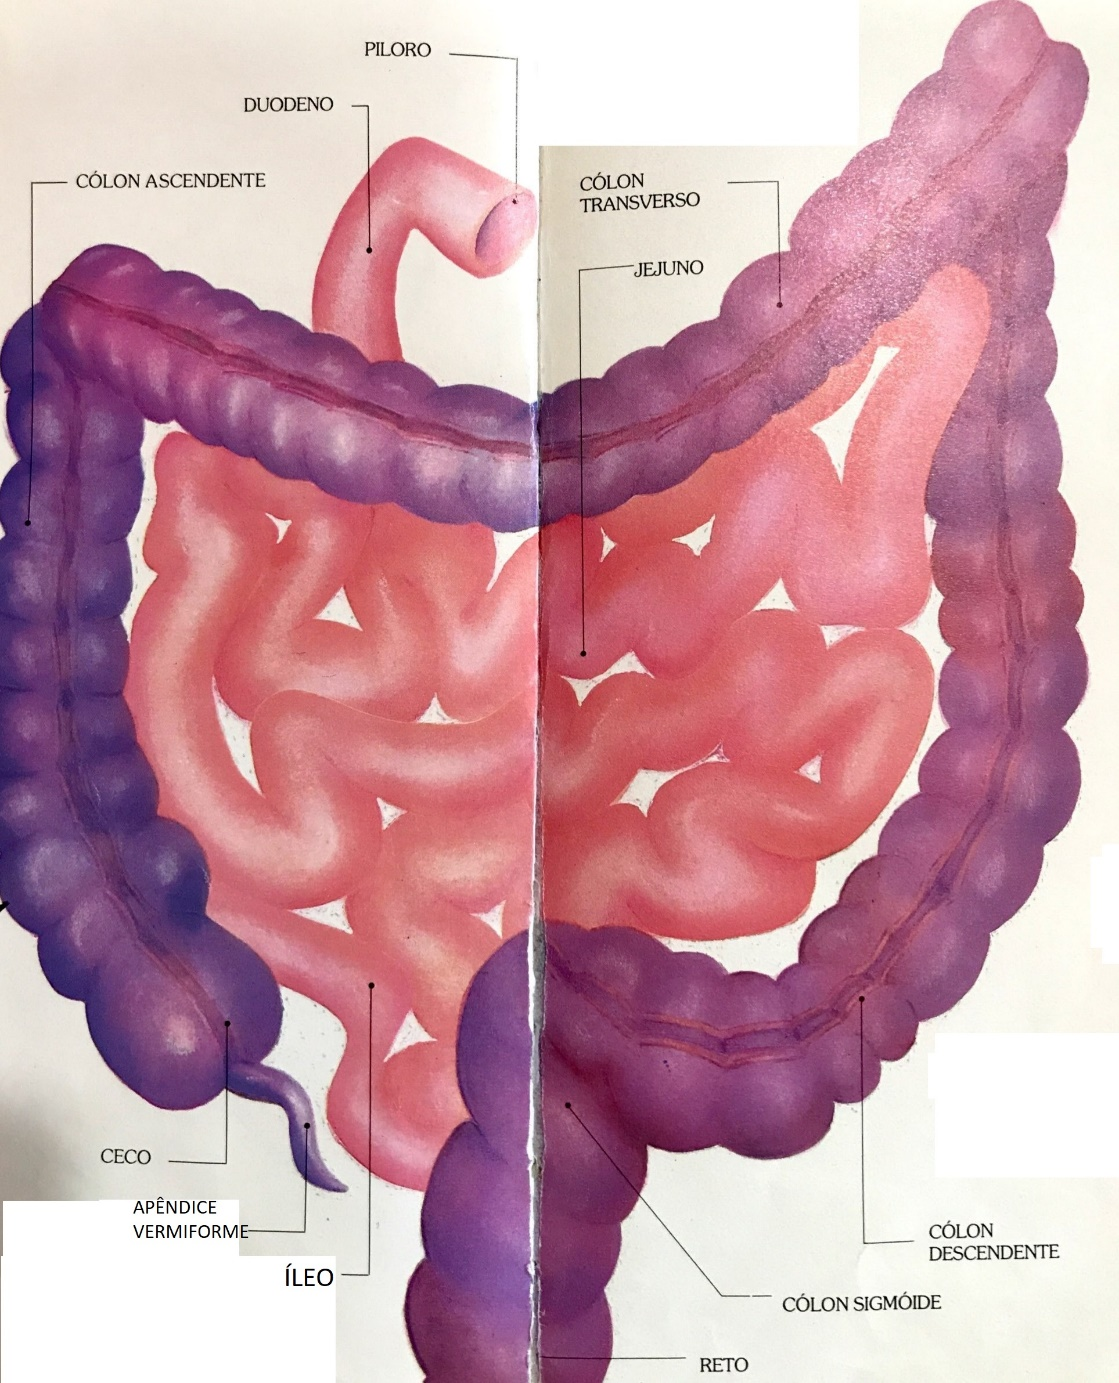 PILORO
DUODENO
CÓLON ASCENDENTE
CÓLON
TRANSVERSO
JEJUNO
CECO
APÊNDICE
VERMIFORME
ÍLEO
CÓLON
DESCENDENTE
CÓLON SIGMÓIDE
RETO